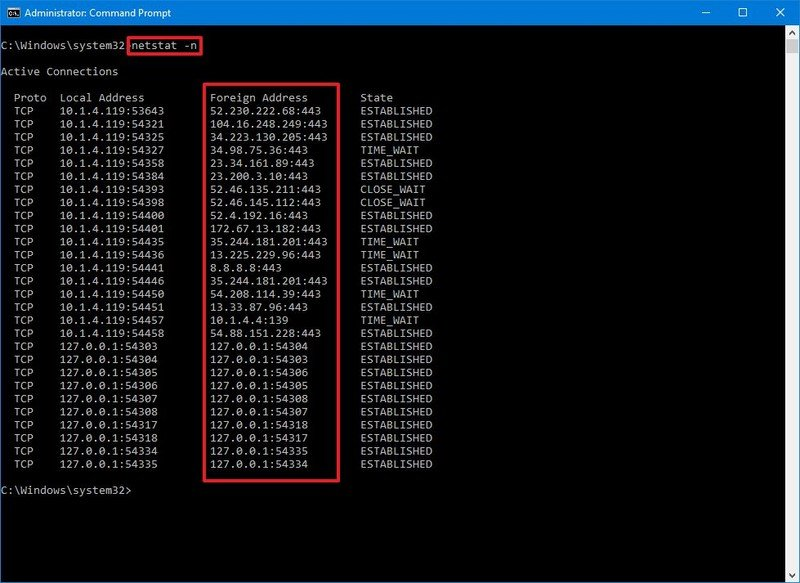 Administrator: Command Prompt
C:\Windows\system32>netstat -n
Active Connections
Proto Local Address Foreign Address State
TCP 10.1.4.119:53643 52.230.222.68:443 ESTABLISHED
TCP 10.1.4.119:54321 104.16.248.249:443 ESTABLISHED
TCP 10.1.4.119:54325 34.223.130.205:443 ESTABLISHED
TCP 10.1.4.119:54327 34.98.75.36:443 TIME_WAIT
TCP 10.1.4.119:54358 23.34.161.89:443 ESTABLISHED
TCP 10.1.4.119:54384 23.200.3.10:443 ESTABLISHED
TCP 10.1.4.119:54393 52.46.135.211:443 CLOSE_WAIT
TCP 10.1.4.119:54398 52.46.145.112:443 CLOSE_WAIT
TCP 10.1.4.119:54400 52.4.192.16:443 ESTABLISHED
TCP 10.1.4.119:54401 172.67.13.182:443 ESTABLISHED
TCP 10.1.4.119:54435 35.244.181.201:443 TIME_WAIT
TCP 10.1.4.119:54436 13.225.229.96:443 TIME_WAIT
TCP 10.1.4.119:54441 8.8.8.8:443 ESTABLISHED
TCP 10.1.4.119:54446 35.244.181.201:443 ESTABLISHED
TCP 10.1.4.119:54450 54.208.114.39:443 TIME_WAIT
TCP 10.1.4.119:54451 13.33.87.96:443 ESTABLISHED
TCP 10.1.4.119:54457 10.1.4.4:139 TIME_WAIT
TCP 10.1.4.119:54458 54.88.151.228:443 ESTABLISHED
TCP 127.0.0.1:54303 127.0.0.1:54304 ESTABLISHED
TCP 127.0.0.1:54304 127.0.0.1:54303 ESTABLISHED
TCP 127.0.0.1:54305 127.0.0.1:54306 ESTABLISHED
TCP 127.0.0.1:54306 127.0.0.1:54305 ESTABLISHED
TCP 127.0.0.1:54307 127.0.0.1:54308 ESTABLISHED
TCP 127.0.0.1:54308 127.0.0.1:54307 ESTABLISHED
TCP 127.0.0.1:54317 127.0.0.1:54318 ESTABLISHED
TCP 127.0.0.1:54318 127.0.0.1:54317 ESTABLISHED
TCP 127.0.0.1:54334 127.0.0.1:54335 ESTABLISHED
TCP 127.0.0.1:54335 127.0.0.1:54334 ESTABLISHED
C:\Windows\system32>